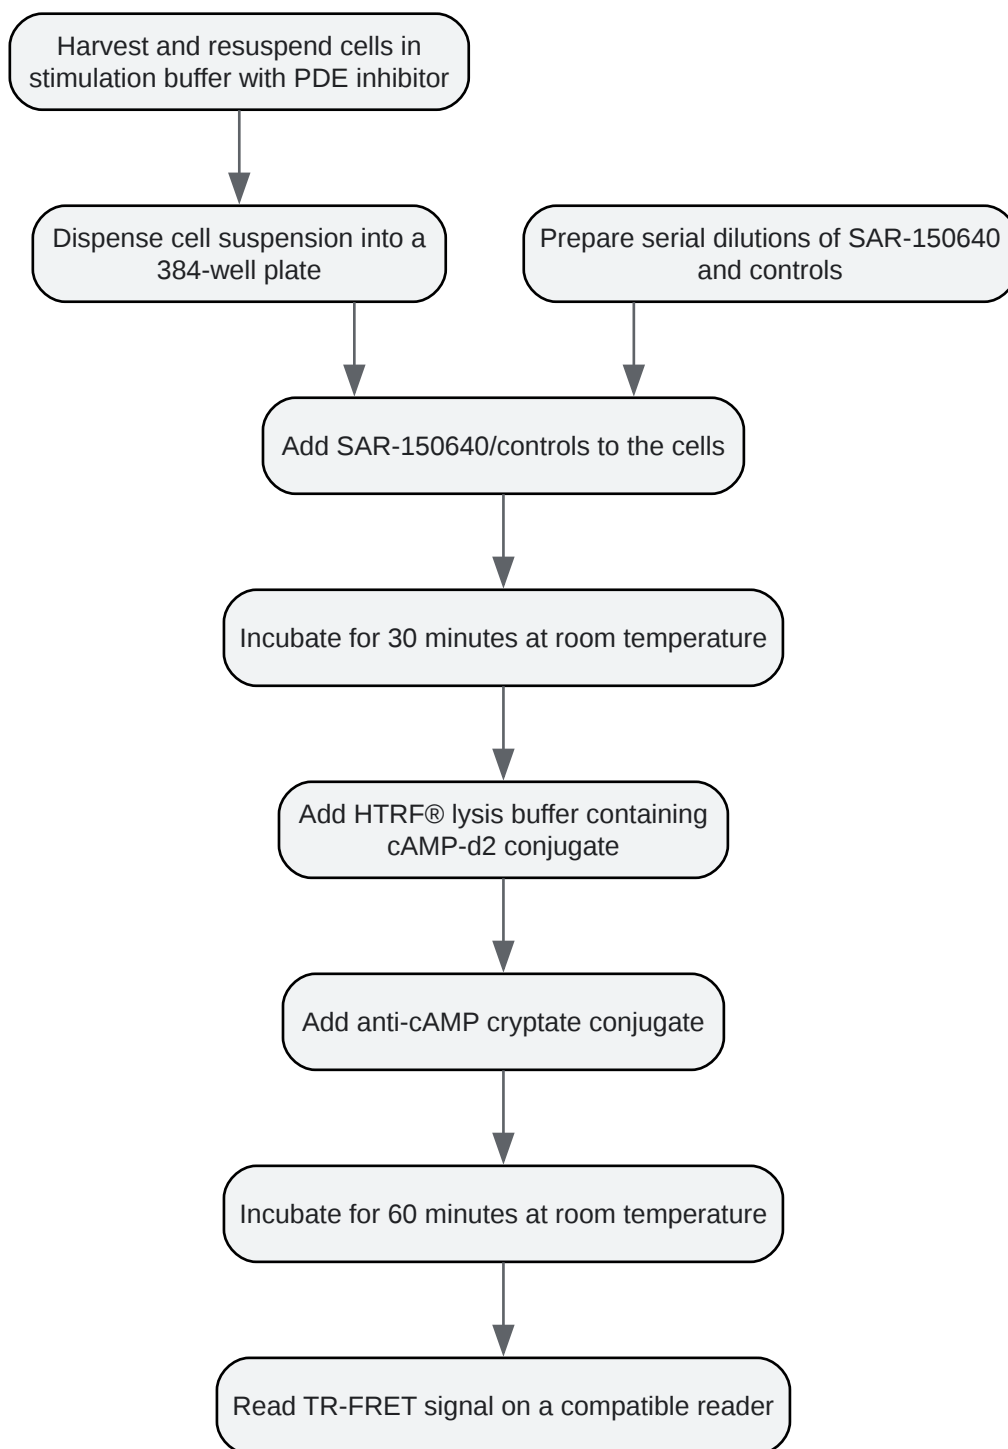 Harvest and resuspend cells in
stimulation buffer with PDE inhibitor
Dispense cell suspension into a
384-well plate
Prepare serial dilutions of SAR-150640
and controls
Add SAR-150640/controls to the cells
Incubate for 30 minutes at room temperature
Add HTRF® lysis buffer containing
cAMP-d2 conjugate
Add anti-cAMP cryptate conjugate
Incubate for 60 minutes at room temperature
Read TR-FRET signal on a compatible reader